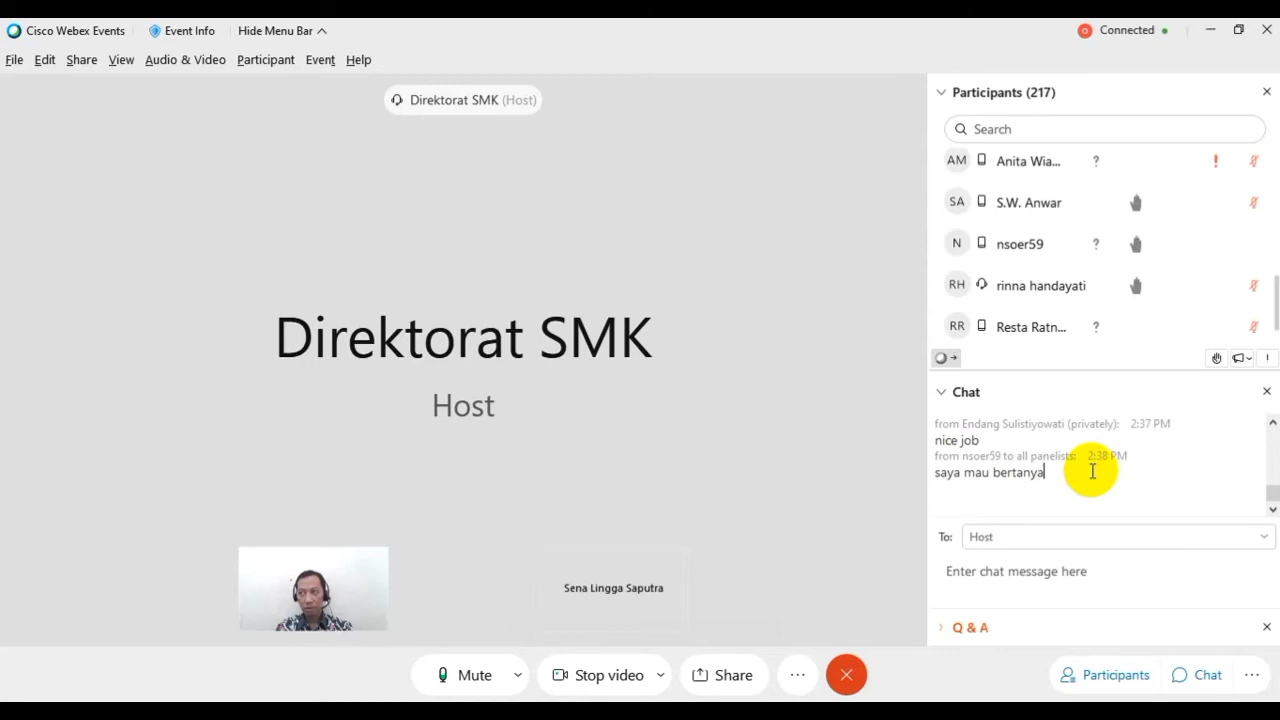 Cisco Webex Events
Event Info
Hide Menu Bar
Connected
File Edit Share View Audio & Video Participant Event Help
Direktorat SMK (Host)
Direktorat SMK
Host
Sena Lingga Saputra
Participants (217)
Search
AM Anita Wia... ?
SA S.W. Anwar
N nsoer59 ?
RH rinna handayati
RR Resta Ratn... ?
Chat
from Endang Sulistiyowati (privately): 2:37 PM
nice job
from nsoer59 to all panelists: 2:38 PM
saya mau bertanya
To: Host
Enter chat message here
Q & A
Mute
Stop video
Share
Participants
Chat